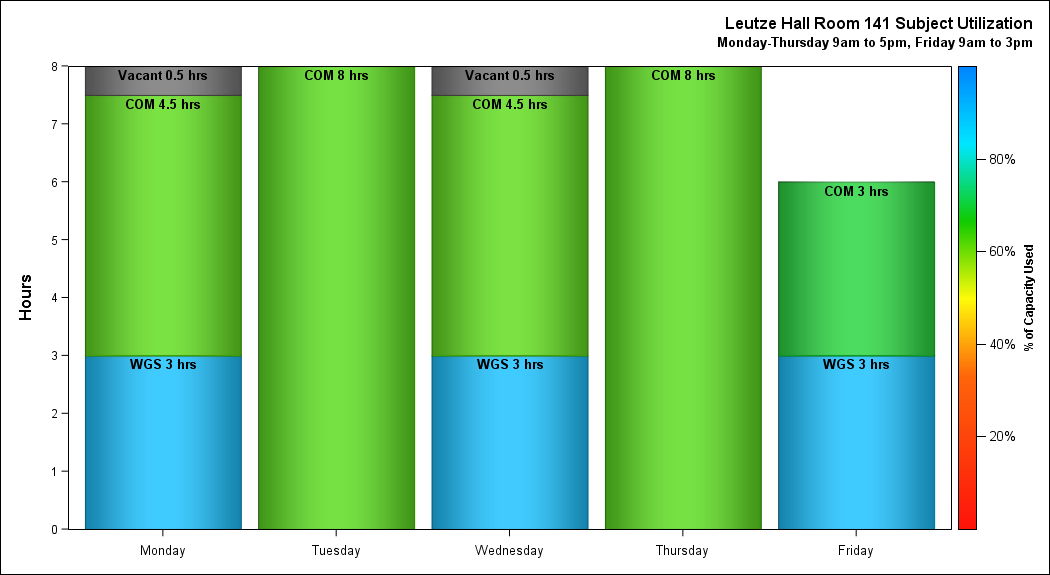 Leutze Hall Room 141 Subject Utilization
Monday-Thursday 9am to 5pm, Friday 9am to 3pm
Hours
8
7
6
5
4
3
2
1
0
Vacant 0.5 hrs
COM 4.5 hrs
WGS 3 hrs
COM 8 hrs
Vacant 0.5 hrs
COM 4.5 hrs
WGS 3 hrs
COM 8 hrs
COM 3 hrs
WGS 3 hrs
Monday
Tuesday
Wednesday
Thursday
Friday
80%
60%
40%
20%
% of Capacity Used